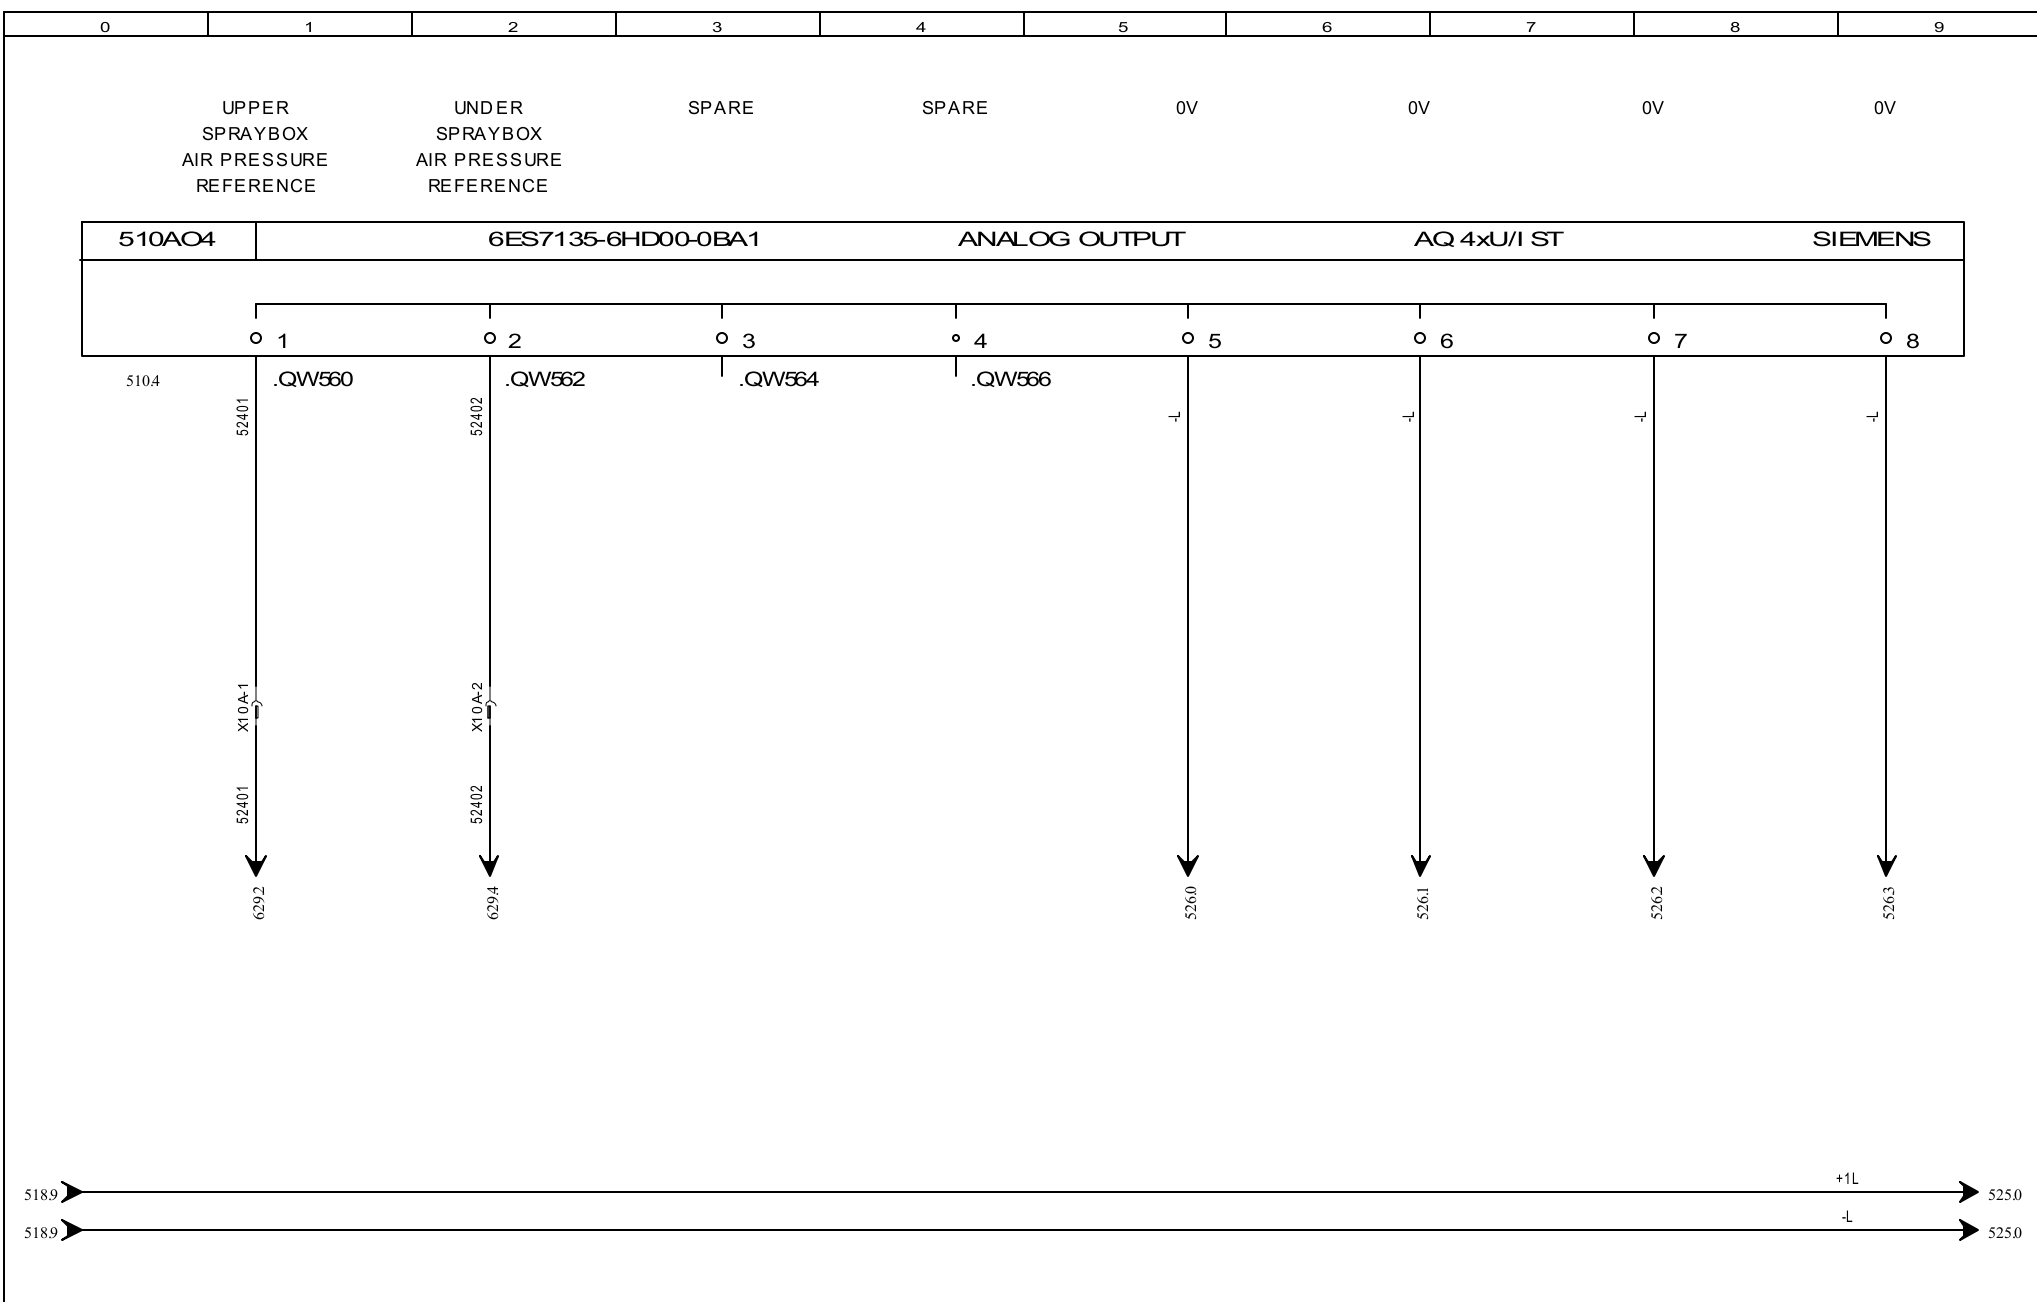 0 1 2 3 4 5 6 7 8 9
UPPER SPRAYBOX AIR PRESSURE REFERENCE
UNDER SPRAYBOX AIR PRESSURE REFERENCE
SPARE
SPARE
0V
0V
0V
0V
510AO4 6ES7135-6HD00-0BA1 ANALOG OUTPUT AQ 4xU/I ST SIEMENS
1 2 3 4 5 6 7 8
510.4 .QW560 .QW562 .QW564 .QW566
52401 52402 -L -L -L -L
X10A-1 X10A-2
52401 52402
629.2 629.4 526.0 526.1 526.2 526.3
+1L
518.9 525.0
-L
518.9 525.0